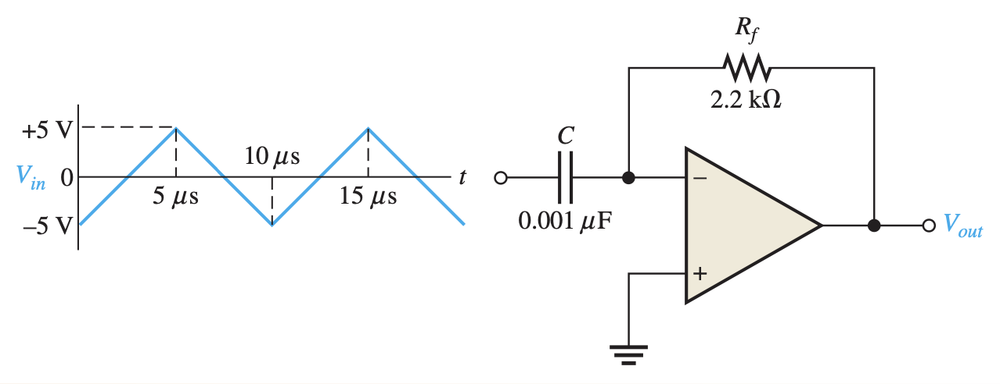 +5 V
V_in 0
–5 V
5 μs
10 μs
15 μs
t
C
0.001 μF
R_f
2.2 kΩ
–
+
V_out